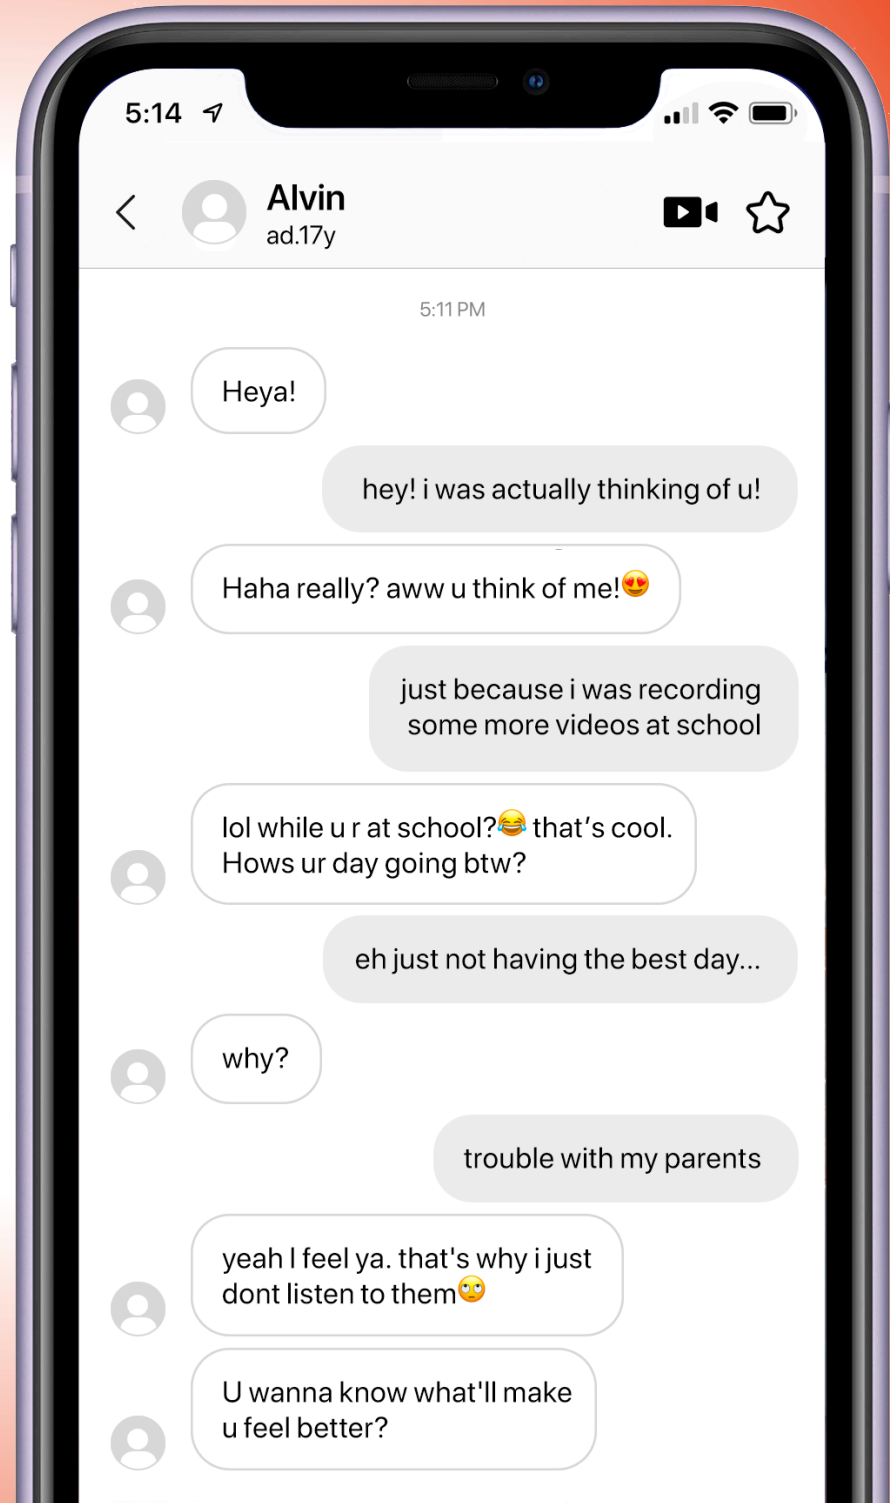 5:14
Alvin
ad.17y
5:11 PM
Heya!
hey! i was actually thinking of u!
Haha really? aww u think of me!😍
just because i was recording
some more videos at school
lol while u r at school?😂 that's cool.
Hows ur day going btw?
eh just not having the best day...
why?
trouble with my parents
yeah I feel ya. that's why i just
dont listen to them🙄
U wanna know what'll make
u feel better?